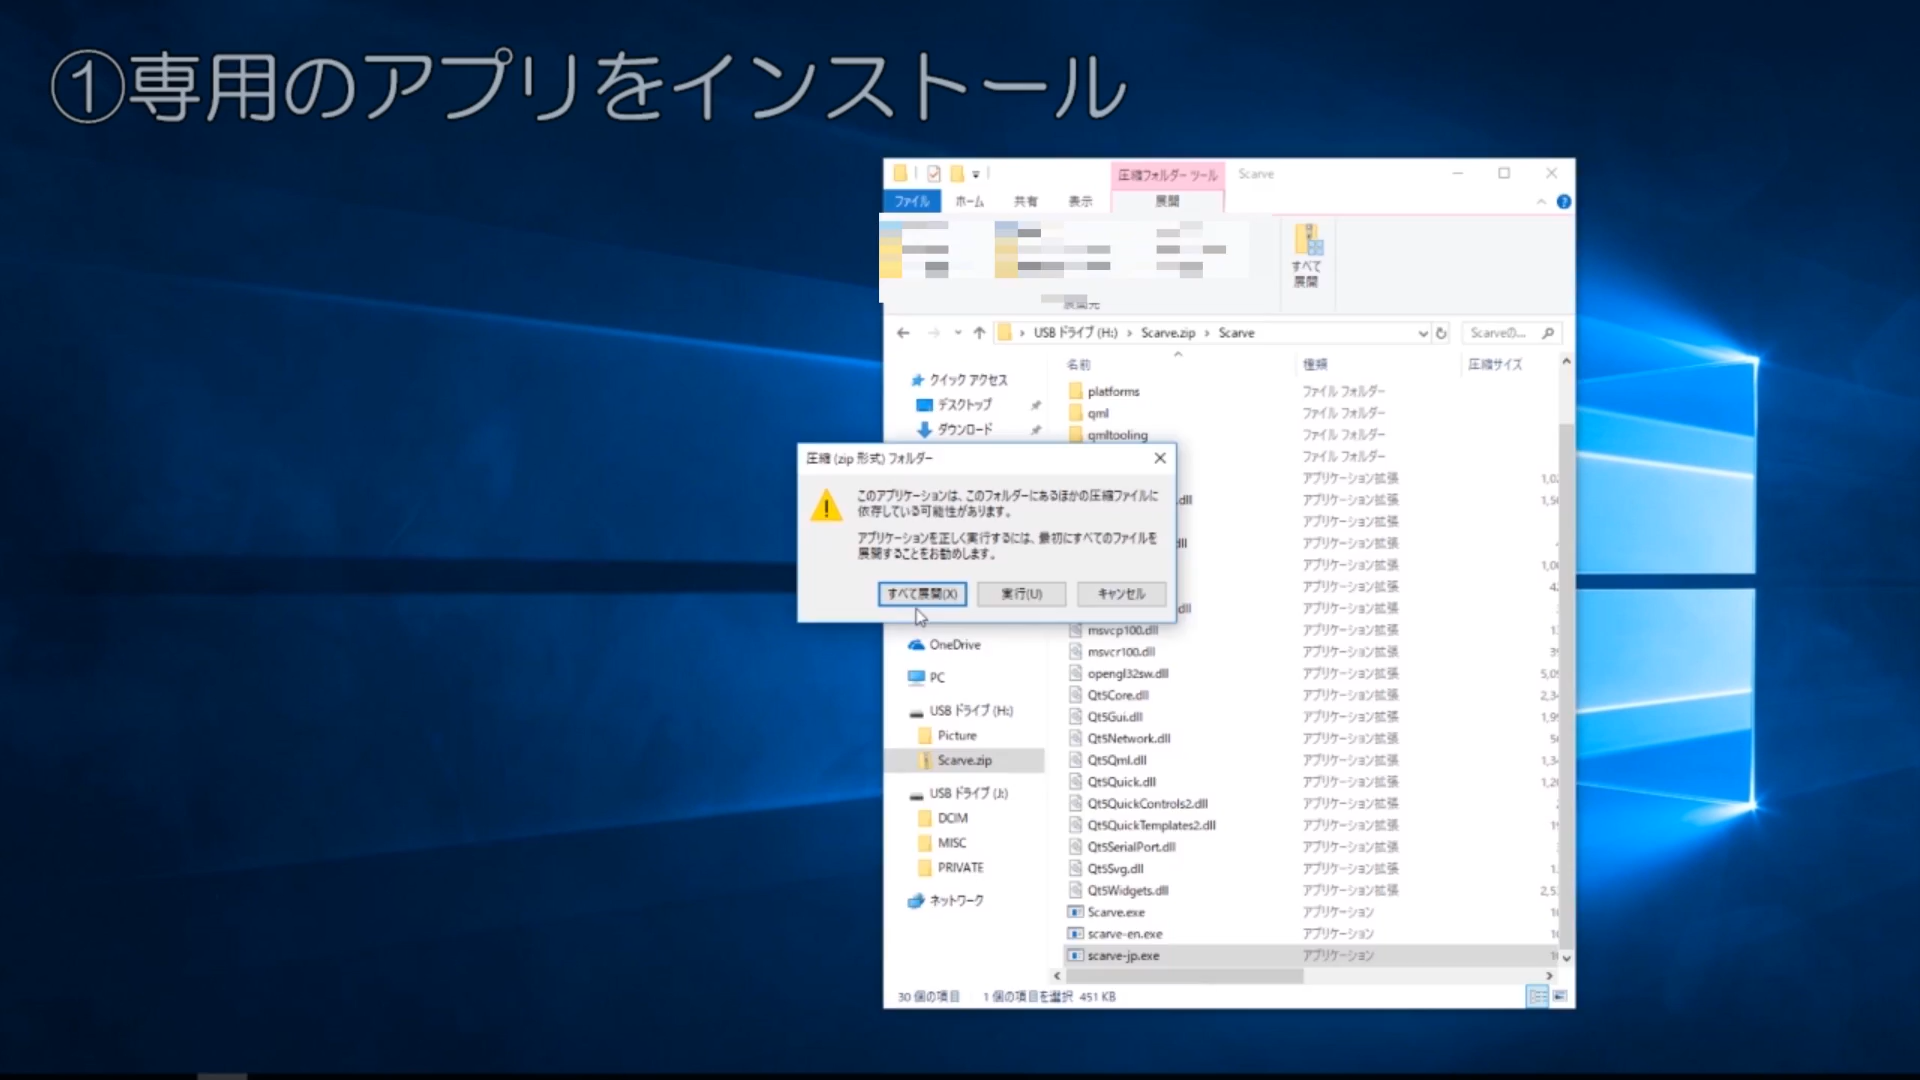 ①専用のアプリをインストール
圧縮フォルダー ツール
Scarve
ファイル
ホーム
共有
表示
展開
すべて
展開
展開先
USB ドライブ (H:) › Scarve.zip › Scarve
Scarveの...
名前
種類
圧縮サイズ
クイック アクセス
デスクトップ
ダウンロード
platforms
ファイル フォルダー
qml
ファイル フォルダー
qmltooling
ファイル フォルダー
ファイル フォルダー
圧縮 (zip 形式) フォルダー
このアプリケーションは、このフォルダーにあるほかの圧縮ファイルに
依存している可能性があります。
アプリケーションを正しく実行するには、最初にすべてのファイルを
展開することをお勧めします。
すべて展開(X)
実行(U)
キャンセル
アプリケーション拡張
.dll
アプリケーション拡張
アプリケーション拡張
アプリケーション拡張
アプリケーション拡張
アプリケーション拡張
dll
アプリケーション拡張
msvcp100.dll
アプリケーション拡張
msvcr100.dll
アプリケーション拡張
opengl32sw.dll
アプリケーション拡張
Qt5Core.dll
アプリケーション拡張
Qt5Gui.dll
アプリケーション拡張
Qt5Network.dll
アプリケーション拡張
Qt5Qml.dll
アプリケーション拡張
Qt5Quick.dll
アプリケーション拡張
Qt5QuickControls2.dll
アプリケーション拡張
Qt5QuickTemplates2.dll
アプリケーション拡張
Qt5SerialPort.dll
アプリケーション拡張
Qt5Svg.dll
アプリケーション拡張
Qt5Widgets.dll
アプリケーション拡張
Scarve.exe
アプリケーション
scarve-en.exe
アプリケーション
scarve-jp.exe
アプリケーション
OneDrive
PC
USB ドライブ (H:)
Picture
Scarve.zip
USB ドライブ (J:)
DCIM
MISC
PRIVATE
ネットワーク
30 個の項目
1 個の項目を選択 451 KB